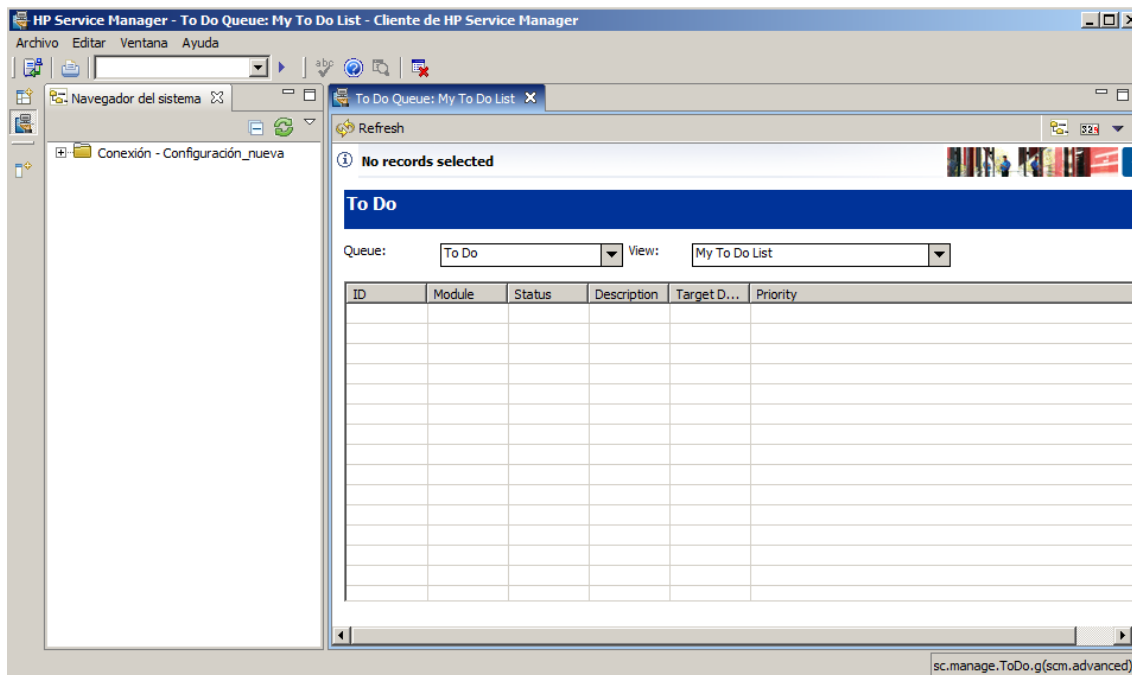 HP Service Manager - To Do Queue: My To Do List - Cliente de HP Service Manager
Archivo Editar Ventana Ayuda
abc
Navegador del sistema
To Do Queue: My To Do List
Refresh
Conexión - Configuración_nueva
No records selected
To Do
Queue: To Do View: My To Do List
ID Module Status Description Target D... Priority
sc.manage.ToDo.g(scm.advanced)